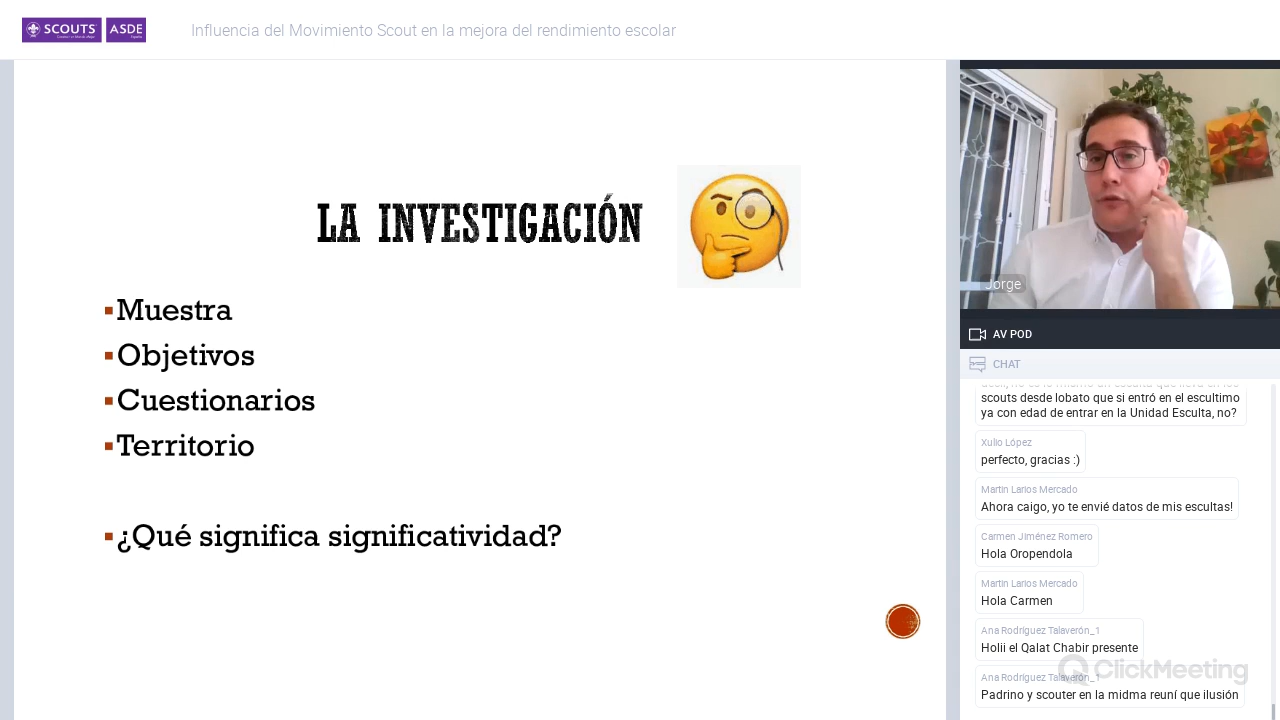 SCOUTS ASDE
Influencia del Movimiento Scout en la mejora del rendimiento escolar
LA INVESTIGACIÓN
Muestra
Objetivos
Cuestionarios
Territorio
¿Qué significa significatividad?
Jorge
AV POD
CHAT
scouts desde lobato que si entró en el escultimo
ya con edad de entrar en la Unidad Esculta, no?
Xulio López
perfecto, gracias :)
Martin Larios Mercado
Ahora caigo, yo te envié datos de mis escultas!
Carmen Jiménez Romero
Hola Oropendola
Martin Larios Mercado
Hola Carmen
Ana Rodríguez Talaverón_1
Holii el Qalat Chabir presente
ClickMeeting
Ana Rodríguez Talaverón_1
Padrino y scouter en la midma reuní que ilusión